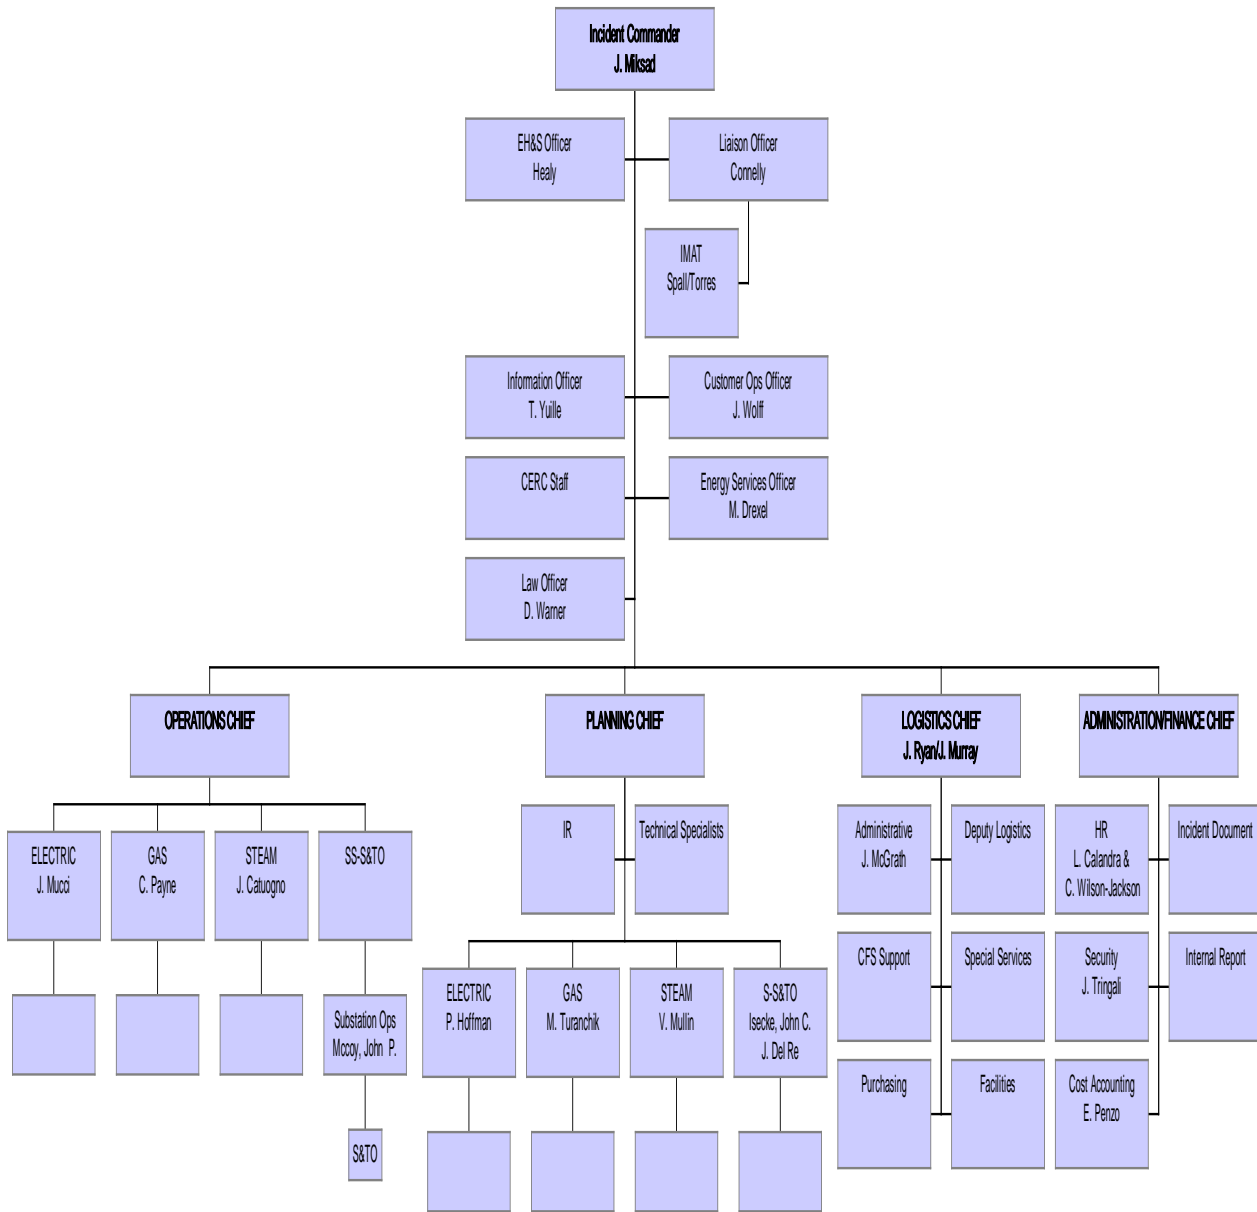 Incident Commander
J. Miksad
EH&S Officer
Healy
Liaison Officer
Connelly
IMAT
Spall/Torres
Information Officer
T. Yuille
Customer Ops Officer
J. Wolff
CERC Staff
Energy Services Officer
M. Drexel
Law Officer
D. Warner
OPERATIONS CHIEF
PLANNING CHIEF
LOGISTICS CHIEF
J. Ryan/J. Murray
ADMINISTRATION/FINANCE CHIEF
ELECTRIC
J. Mucci
GAS
C. Payne
STEAM
J. Catuogno
SS-S&TO
Substation Ops
Mccoy, John P.
S&TO
IR
Technical Specialists
ELECTRIC
P. Hoffman
GAS
M. Turanchik
STEAM
V. Mullin
S-S&TO
Isecke, John C.
J. Del Re
Administrative
J. McGrath
Deputy Logistics
CFS Support
Special Services
Purchasing
Facilities
HR
L. Calandra &
C. Wilson-Jackson
Incident Document
Security
J. Tringali
Internal Report
Cost Accounting
E. Penzo